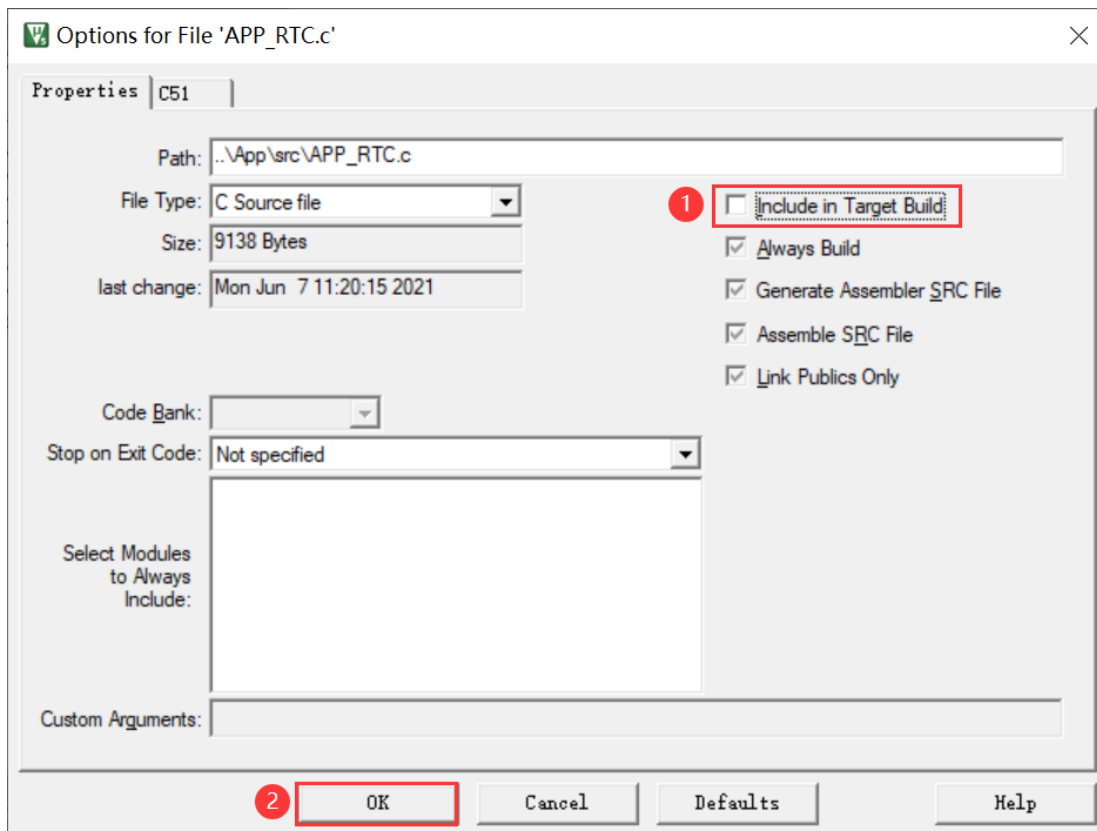 Options for File 'APP_RTC.c'
Properties C51
Path: ..\App\src\APP_RTC.c
File Type: C Source file
1 Include in Target Build
Size: 9138 Bytes
Always Build
last change: Mon Jun 7 11:20:15 2021
Generate Assembler SRC File
Assemble SRC File
Link Publics Only
Code Bank:
Stop on Exit Code: Not specified
Select Modules
to Always
Include:
Custom Arguments:
2 OK Cancel Defaults Help